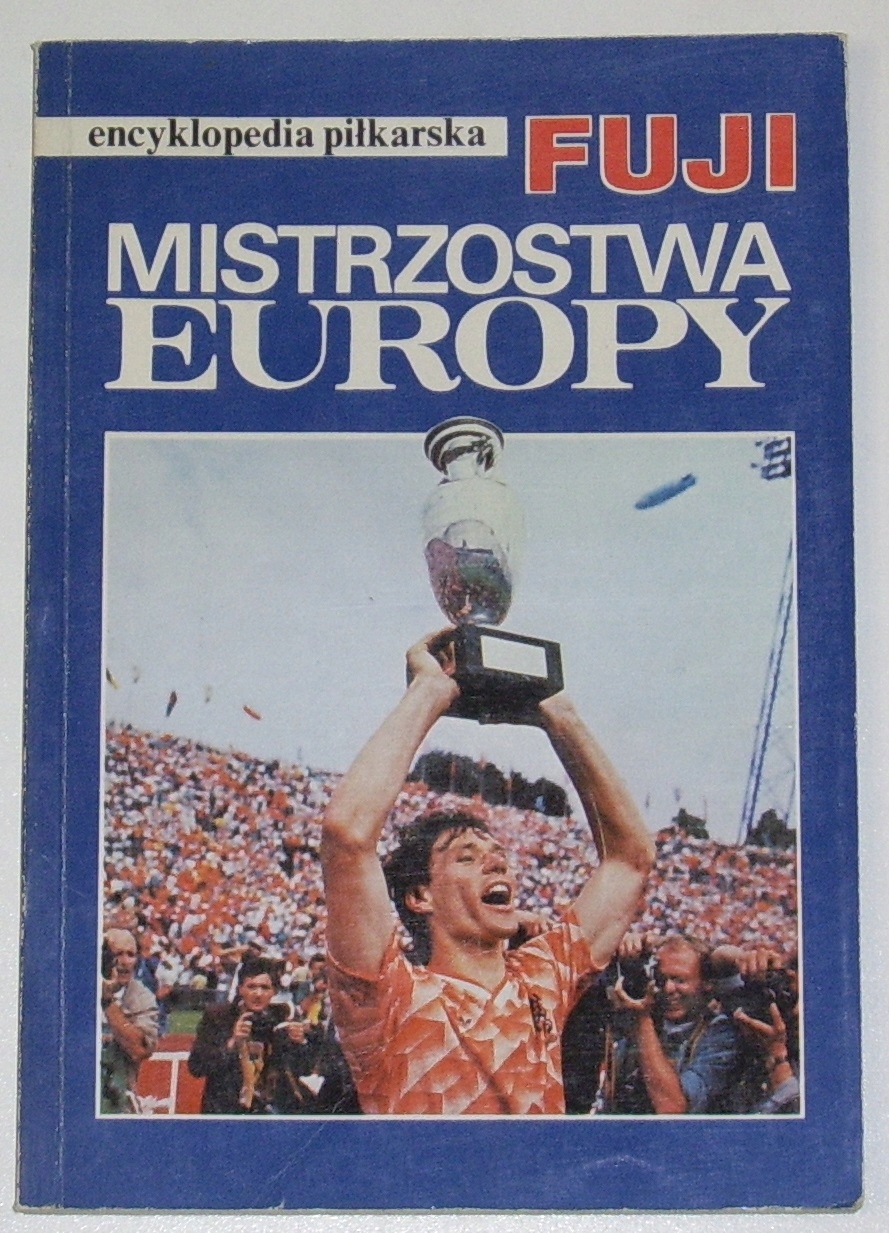 encyklopedia piłkarska FUJI
MISTRZOSTWA
EUROPY